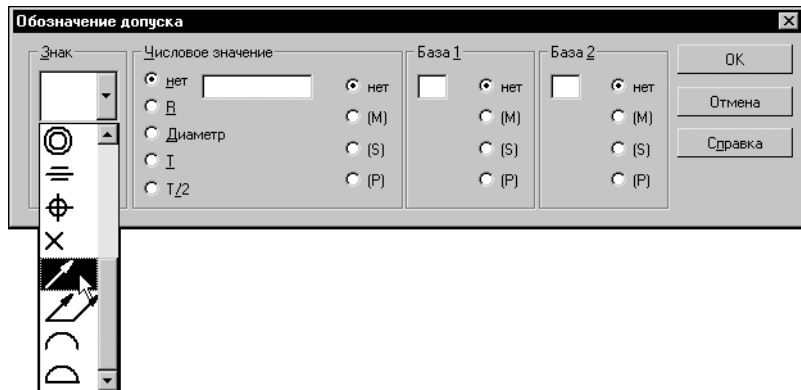 Обозначение допуска
Знак
Числовое значение
нет
R
Диаметр
T
T/2
нет
(M)
(S)
(P)
База 1
нет
(M)
(S)
(P)
База 2
нет
(M)
(S)
(P)
OK
Отмена
Справка